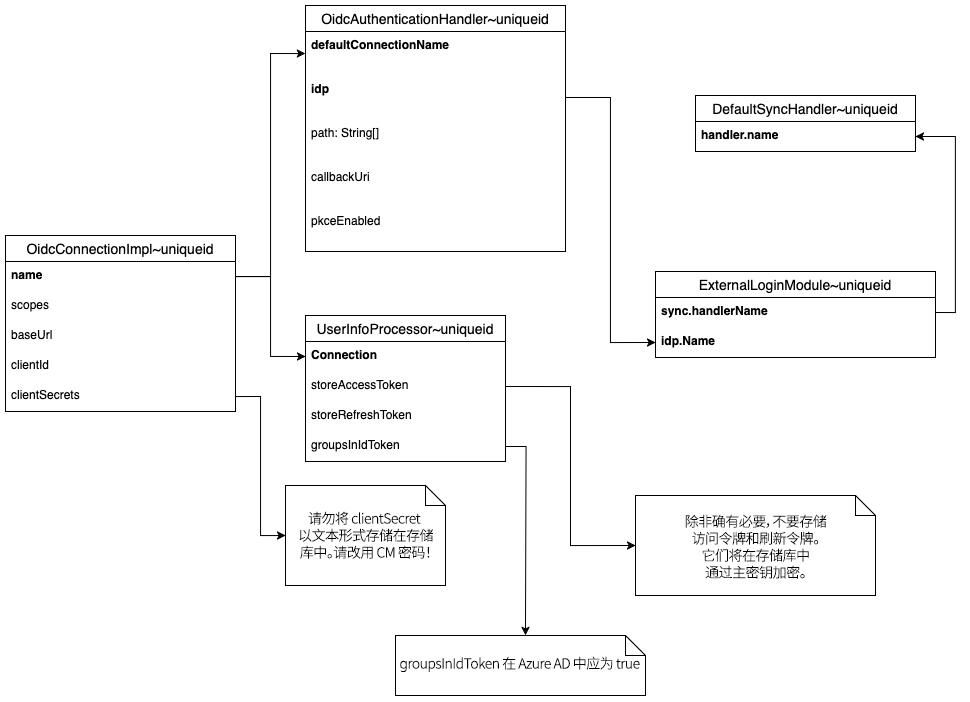 OidcAuthenticationHandler~uniqueid
defaultConnectionName
idp
path: String[]
callbackUri
pkceEnabled
DefaultSyncHandler~uniqueid
handler.name
OidcConnectionImpl~uniqueid
name
scopes
baseUrl
clientId
clientSecrets
ExternalLoginModule~uniqueid
sync.handlerName
idp.Name
UserInfoProcessor~uniqueid
Connection
storeAccessToken
storeRefreshToken
groupsInIdToken
请勿将 clientSecret
以文本形式存储在存储
库中。请改用 CM 密码！
除非确有必要，不要存储
访问令牌和刷新令牌。
它们将在存储库中
通过主密钥加密。
groupsInIdToken 在 Azure AD 中应为 true